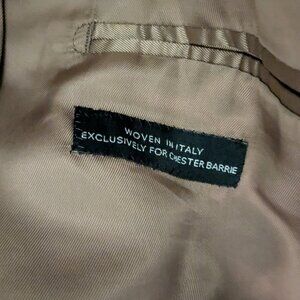 WOVEN IN ITALY
EXCLUSIVELY FOR CHESTER BARRIE